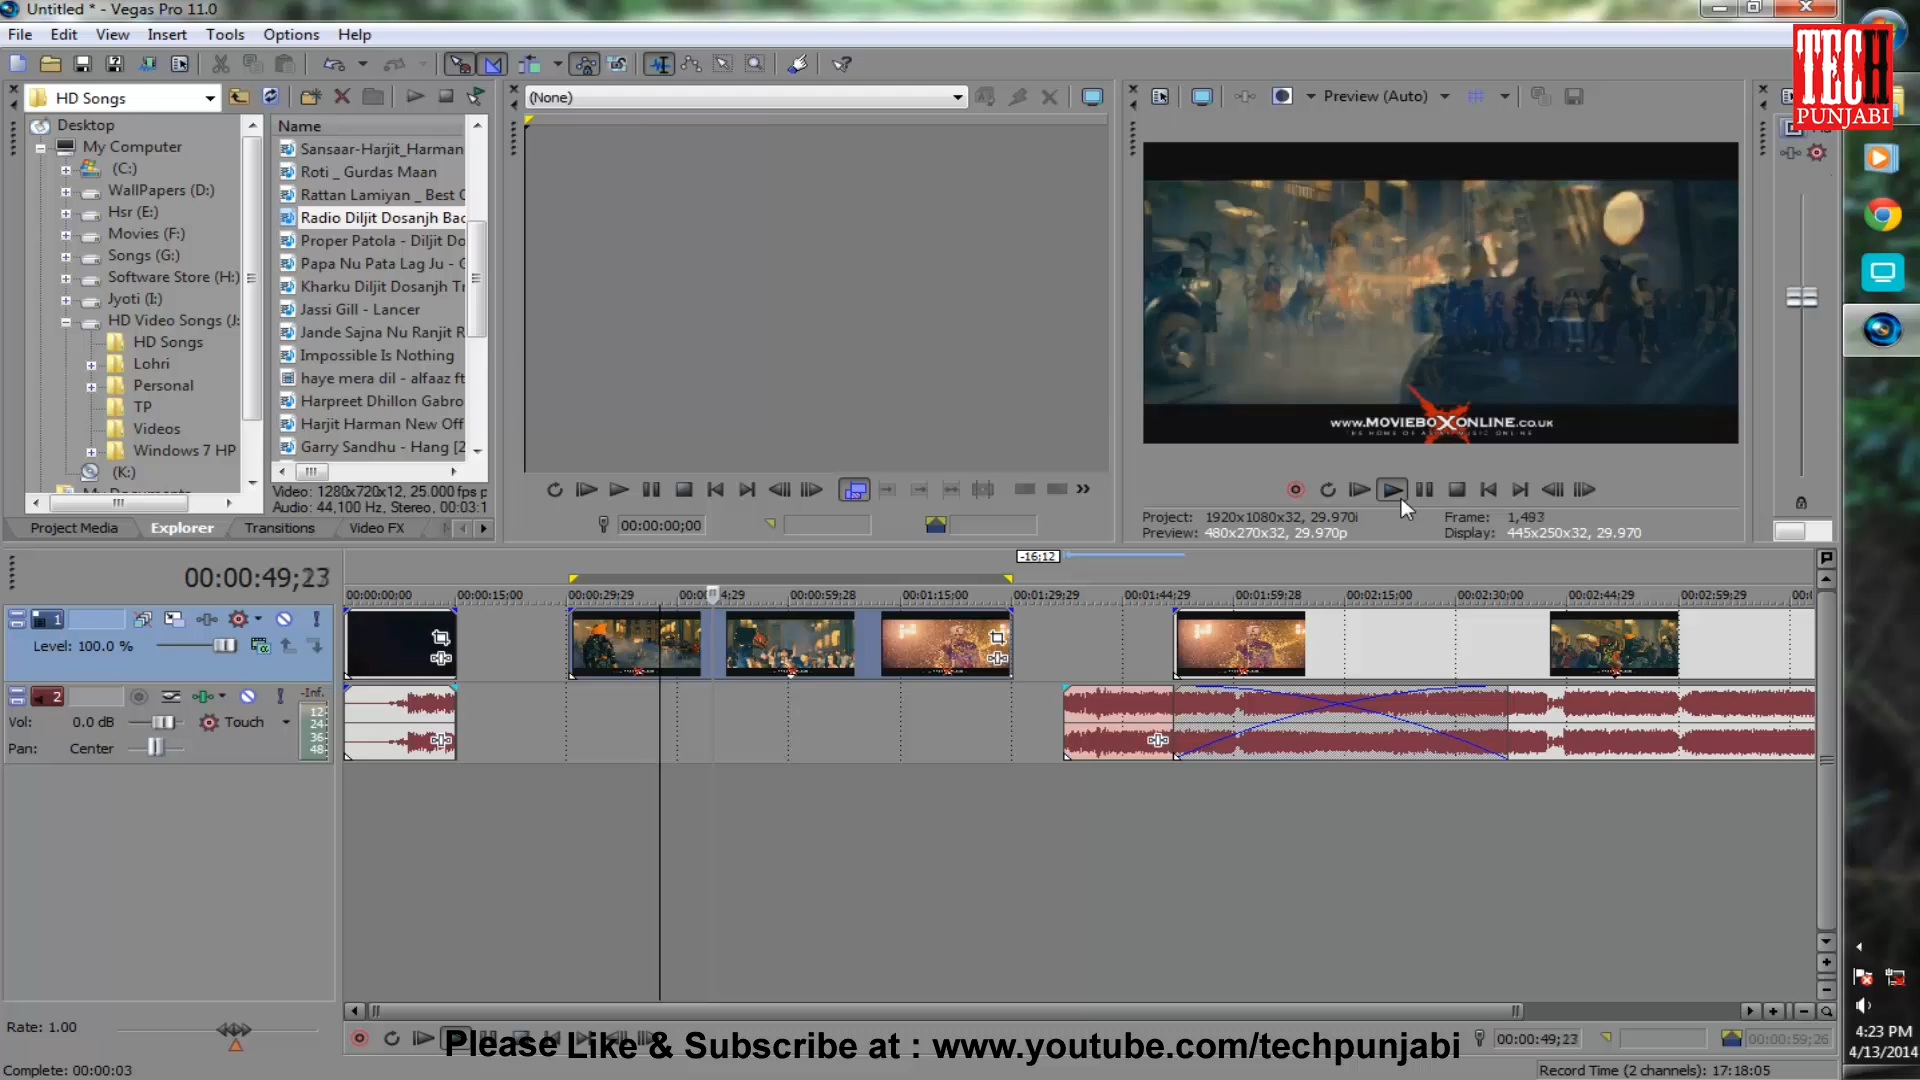 Untitled * - Vegas Pro 11.0
File Edit View Insert Tools Options Help
TECH
PUNJABI
HD Songs
(None)
Preview (Auto)
Desktop
My Computer
(C:)
WallPapers (D:)
Hsr (E:)
Movies (F:)
Songs (G:)
Software Store (H:)
Jyoti (I:)
HD Video Songs (J:
HD Songs
Lohri
Personal
TP
Videos
Windows 7 HP
(K:)
Name
Sansaar-Harjit_Harman
Roti _ Gurdas Maan
Rattan Lamiyan _ Best
Radio Diljit Dosanjh Bac
Proper Patola - Diljit Do
Papa Nu Pata Lag Ju -
Kharku Diljit Dosanjh Tr
Jassi Gill - Lancer
Jande Sajna Nu Ranjit R
Impossible Is Nothing
haye mera dil - alfaaz ft
Harpreet Dhillon Gabro
Harjit Harman New Off
Garry Sandhu - Hang [2
Video: 1280x720x12, 25.000 fps p
Audio: 44,100 Hz, Stereo, 00:03:1
Project Media Explorer Transitions Video FX
00:00:00;00
www.MOVIEBOXONLINE.co.uk
Project: 1920x1080x32, 29.970i
Preview: 480x270x32, 29.970p
Frame: 1,493
Display: 445x250x32, 29.970
-16;12
00:00:49;23
00:00:00;00 00:00:15;00 00:00:29;29 4;29 00:00:59;28 00:01:15;00 00:01:29;29 00:01:44;29 00:01:59;28 00:02:15;00 00:02:30;00 00:02:44;29 00:02:59;29
1
Level: 100.0 %
2
-Inf.
12
24
36
48
Vol: 0.0 dB Touch
Pan: Center
Rate: 1.00
Please Like & Subscribe at : www.youtube.com/techpunjabi
00:00:49;23
00:00:59;26
Complete: 00:00:03
Record Time (2 channels): 17:18:05
4:23 PM
4/13/2014